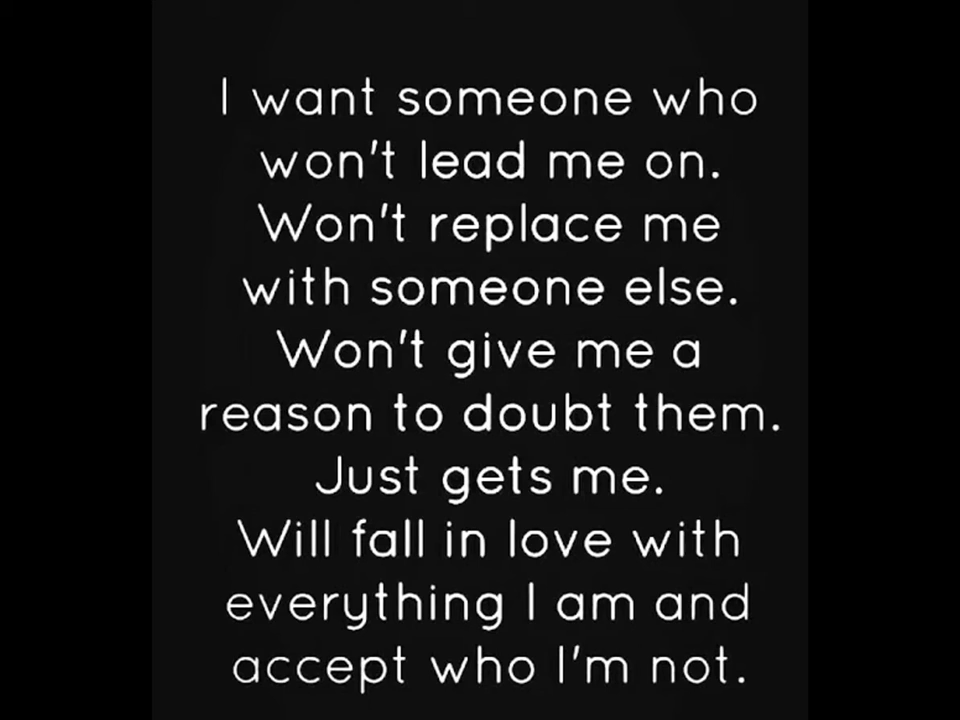 I want someone who
won't lead me on.
Won't replace me
with someone else.
Won't give me a
reason to doubt them.
Just gets me.
Will fall in love with
everything I am and
accept who I'm not.